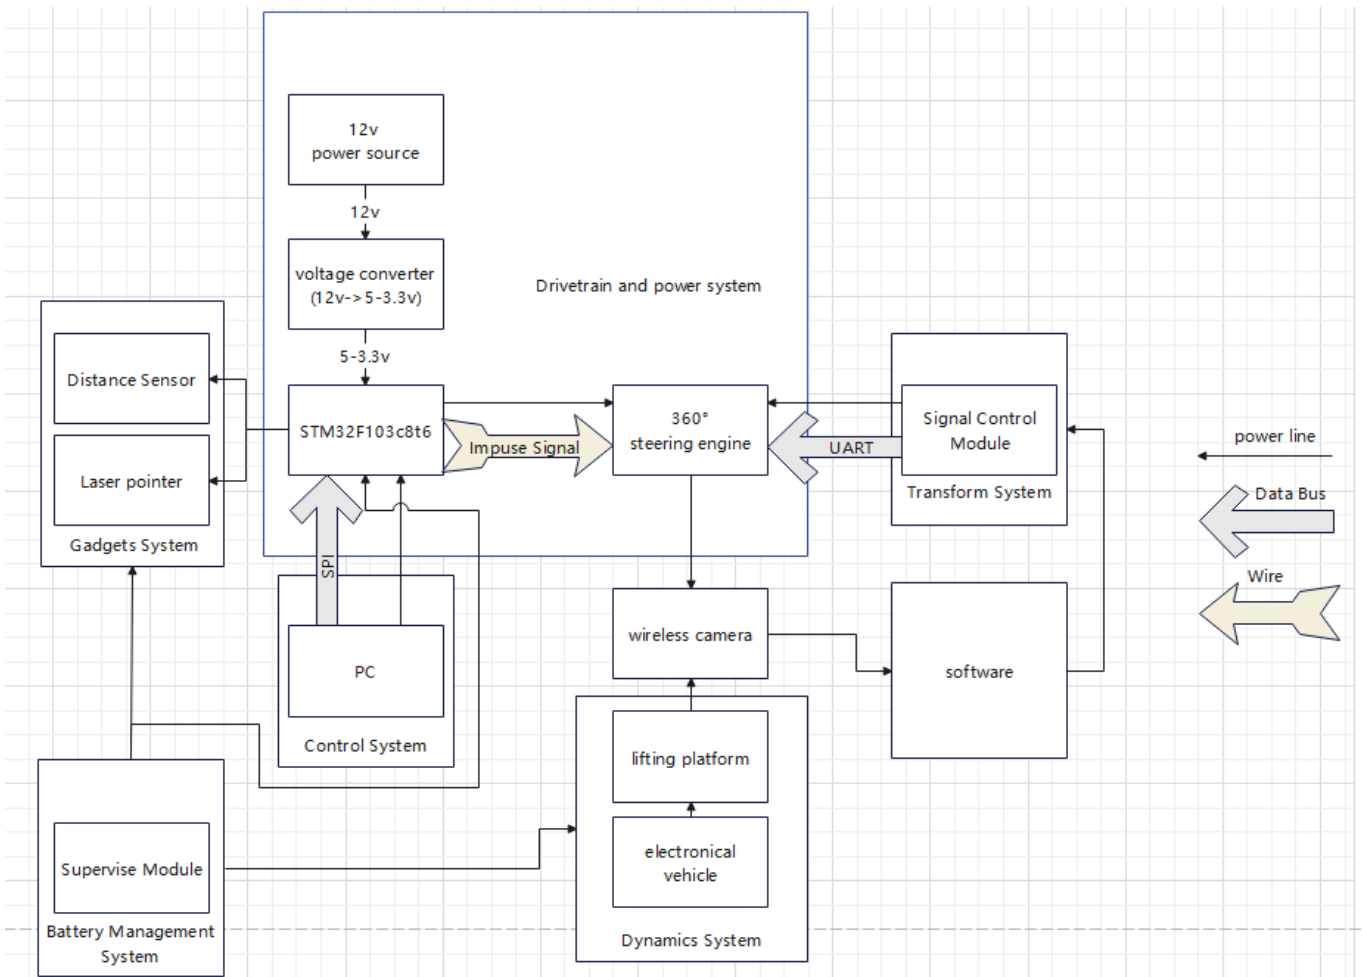 12v
power source
12v
voltage converter
(12v->5-3.3v)
Drivetrain and power system
5-3.3v
Distance Sensor
STM32F103c8t6
360°
steering engine
Signal Control
Module
Impuse Signal
UART
power line
Laser pointer
Transform System
Data Bus
Gadgets System
SPI
Wire
wireless camera
PC
software
Control System
lifting platform
Supervise Module
electronical
vehicle
Battery Management
System
Dynamics System